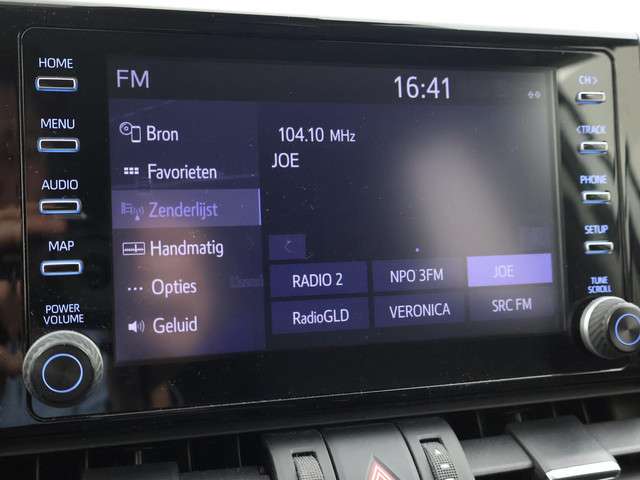 HOME
MENU
AUDIO
MAP
POWER
VOLUME
FM
16:41
Bron
Favorieten
Zenderlijst
Handmatig
Opties
Geluid
104.10 MHz
JOE
RADIO 2
NPO 3FM
JOE
RadioGLD
VERONICA
SRC FM
CH >
< TRACK
PHONE
SETUP
TUNE
SCROLL